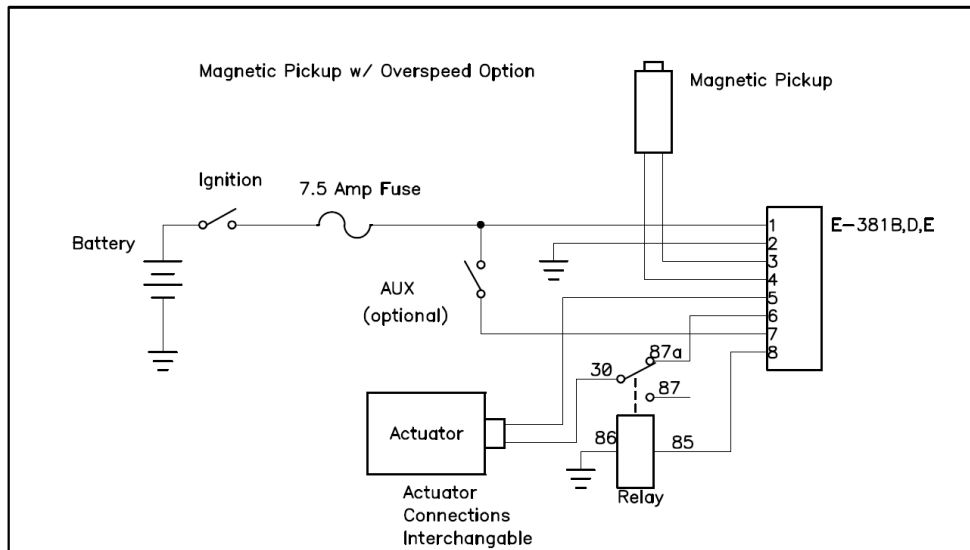 Magnetic Pickup w/ Overspeed Option
Magnetic Pickup
Ignition
7.5 Amp Fuse
Battery
AUX
(optional)
E-381B,D,E
1
2
3
4
5
6
7
8
87a
30
87
86
85
Relay
Actuator
Actuator
Connections
Interchangable